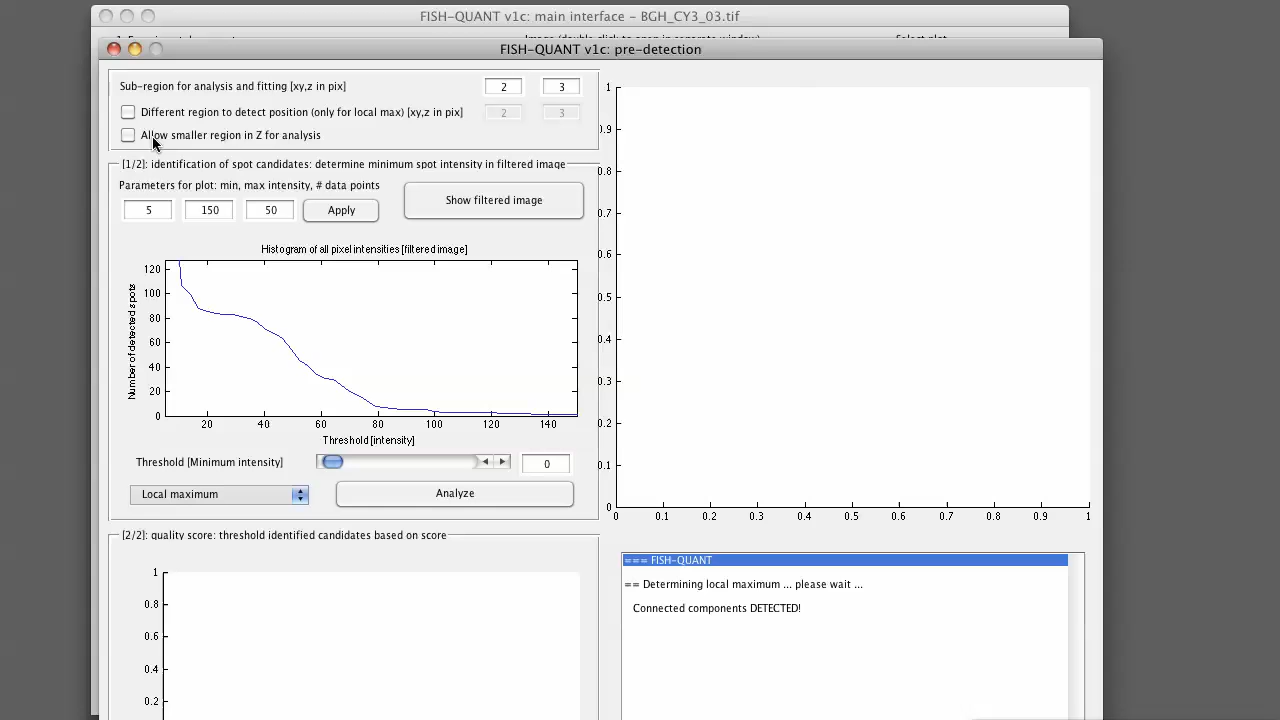 FISH-QUANT v1c: main interface - BGH_CY3_03.tif
FISH-QUANT v1c: pre-detection
Sub-region for analysis and fitting [xy,z in pix] 2 3
Different region to detect position (only for local max) [xy,z in pix] 2 3
Allow smaller region in Z for analysis
[1/2]: identification of spot candidates: determine minimum spot intensity in filtered image
Parameters for plot: min, max intensity, # data points
5 150 50 Apply
Show filtered image
Histogram of all pixel intensities [filtered image]
Number of detected spots
120
100
80
60
40
20
0
20 40 60 80 100 120 140
Threshold [intensity]
Threshold [Minimum intensity] 0
Local maximum Analyze
[2/2]: quality score: threshold identified candidates based on score
1
0.8
0.6
0.4
0.2
1
0.9
0.8
0.7
0.6
0.5
0.4
0.3
0.2
0.1
0
0 0.1 0.2 0.3 0.4 0.5 0.6 0.7 0.8 0.9 1
=== FISH-QUANT
== Determining local maximum ... please wait ...
Connected components DETECTED!